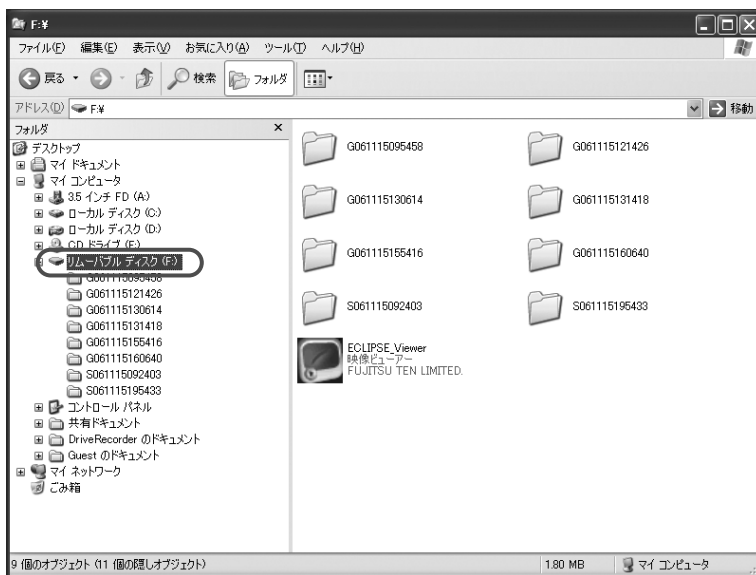 F:¥
ファイル(F) 編集(E) 表示(V) お気に入り(A) ツール(T) ヘルプ(H)
戻る 検索 フォルダ
アドレス(D) F:¥ 移動
フォルダ ×
デスクトップ
マイ ドキュメント
マイ コンピュータ
3.5 インチ FD (A:)
ローカル ディスク (C:)
ローカル ディスク (D:)
CD ドライブ (E:)
リムーバブル ディスク (F:)
G061115095458
G061115121426
G061115130614
G061115131418
G061115155416
G061115160640
S061115092403
S061115195433
コントロール パネル
共有ドキュメント
DriveRecorder のドキュメント
Guest のドキュメント
マイ ネットワーク
ごみ箱
G061115095458 G061115121426
G061115130614 G061115131418
G061115155416 G061115160640
S061115092403 S061115195433
ECLIPSE_Viewer
映像ビューアー
FUJITSU TEN LIMITED.
9 個のオブジェクト (11 個の隠しオブジェクト) 1.80 MB マイ コンピュータ